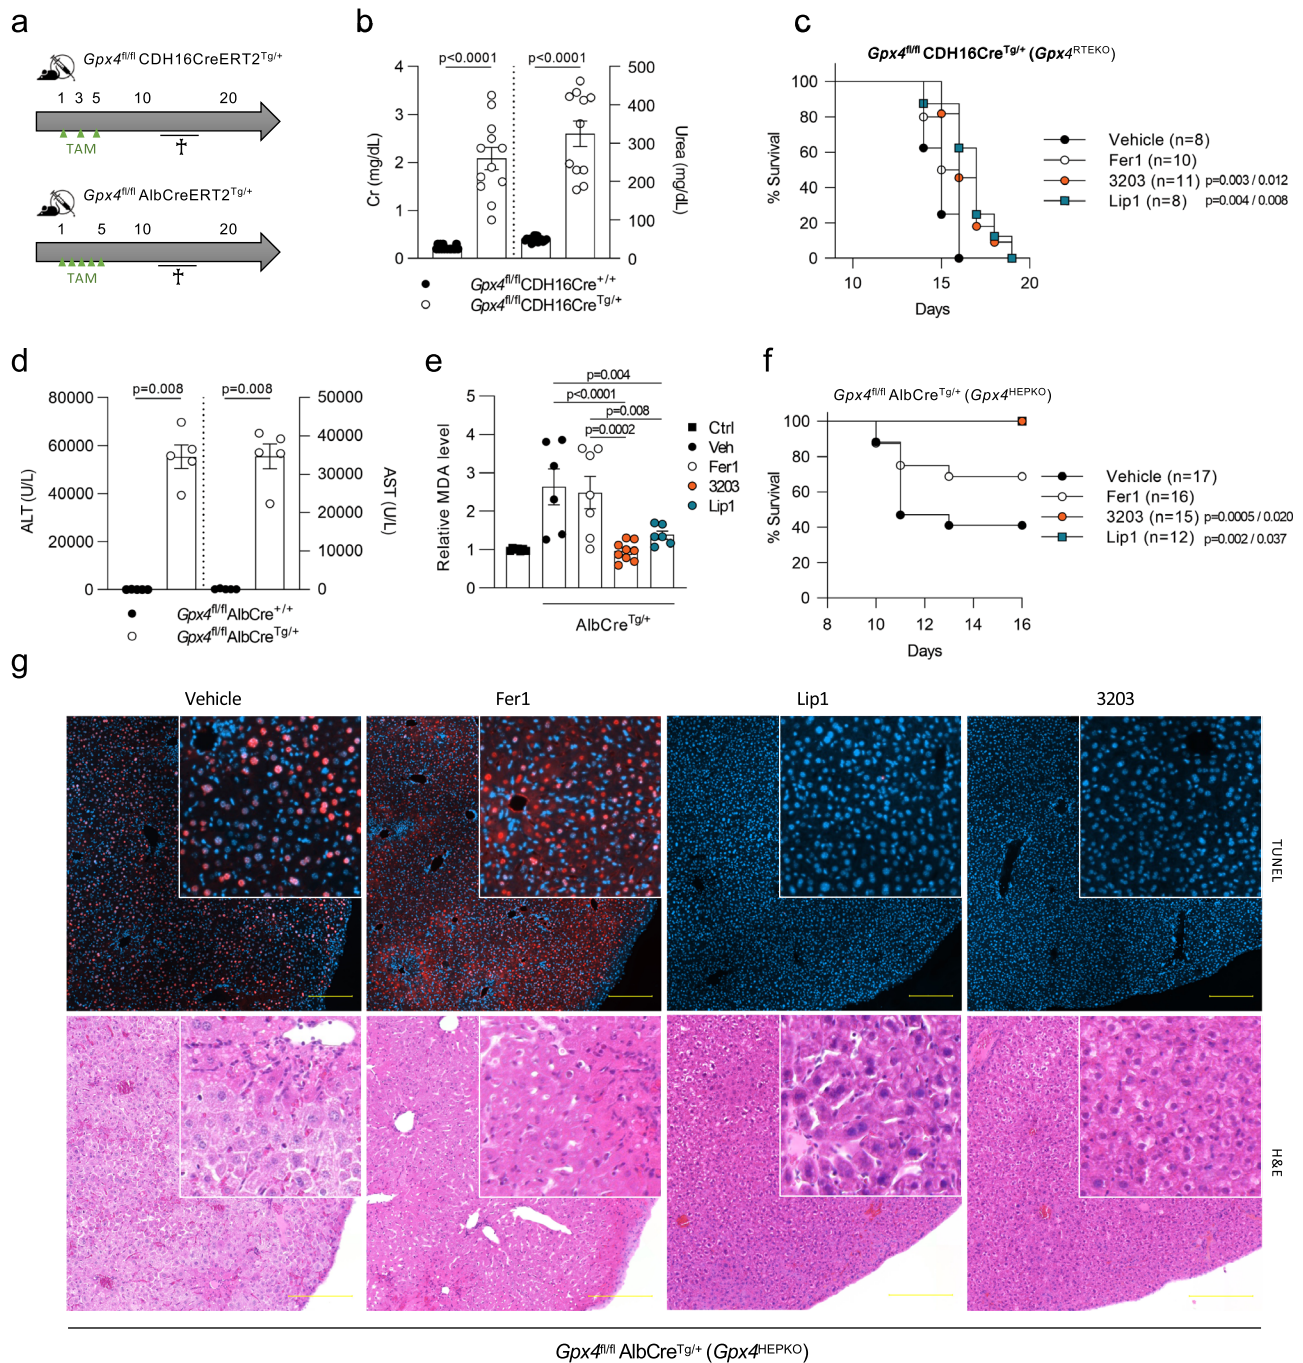 a
Gpx4fl/fl CDH16CreERT2Tg/+
1 3 5 10 20
TAM
Gpx4fl/fl AlbCreERT2Tg/+
1 5 10 20
TAM
b
p<0.0001 p<0.0001
4 3 2 1 0
Cr (mg/dL)
500 400 300 200 100 0
Urea (mg/dL)
Gpx4fl/flCDH16Cre+/+
Gpx4fl/flCDH16CreTg/+
c
Gpx4fl/fl CDH16CreTg/+ (Gpx4RTEKO)
100 80 60 40 20 0
% Survival
10 15 20
Days
Vehicle (n=8)
Fer1 (n=10)
3203 (n=11) p=0.003 / 0.012
Lip1 (n=8) p=0.004 / 0.008
d
p=0.008 p=0.008
80000 60000 40000 20000 0
ALT (U/L)
50000 40000 30000 20000 10000 0
AST (U/L)
Gpx4fl/flAlbCre+/+
Gpx4fl/flAlbCreTg/+
e
p=0.004
p<0.0001
p=0.008
p=0.0002
5 4 3 2 1 0
Relative MDA level
Ctrl
Veh
Fer1
3203
Lip1
AlbCreTg/+
f
Gpx4fl/fl AlbCreTg/+ (Gpx4HEPKO)
100 80 60 40 20 0
% Survival
8 10 12 14 16
Days
Vehicle (n=17)
Fer1 (n=16)
3203 (n=15) p=0.0005 / 0.020
Lip1 (n=12) p=0.002 / 0.037
g
Vehicle Fer1 Lip1 3203
TUNEL
H&E
Gpx4fl/fl AlbCreTg/+ (Gpx4HEPKO)